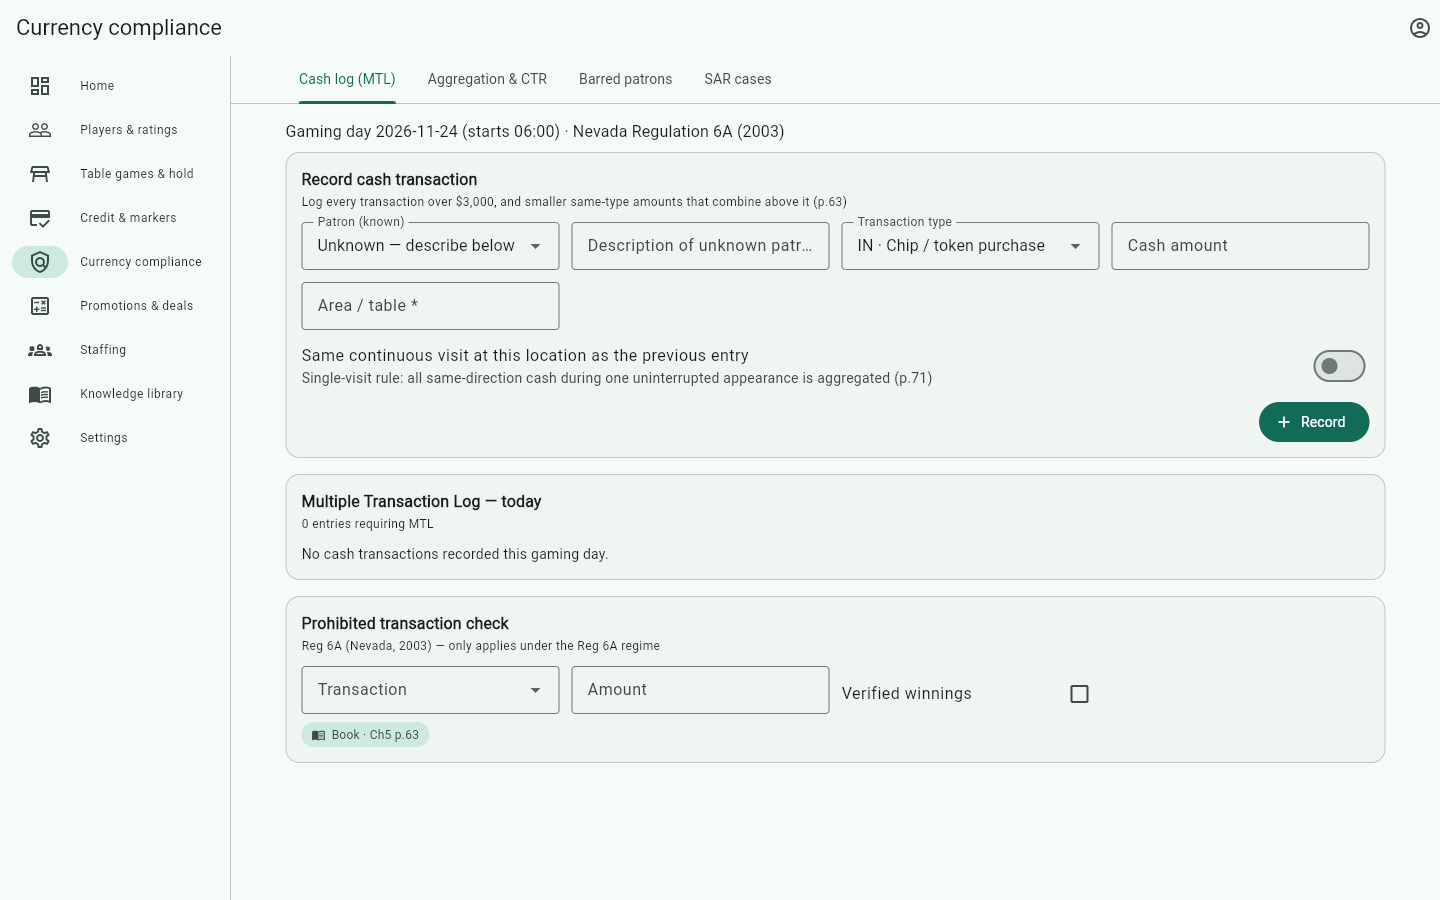 Currency compliance
Home
Players & ratings
Table games & hold
Credit & markers
Currency compliance
Promotions & deals
Staffing
Knowledge library
Settings
Cash log (MTL)
Aggregation & CTR
Barred patrons
SAR cases
Gaming day 2026-11-24 (starts 06:00) · Nevada Regulation 6A (2003)
Record cash transaction
Log every transaction over $3,000, and smaller same-type amounts that combine above it (p.63)
Patron (known)
Unknown — describe below
Description of unknown patr...
Transaction type
IN · Chip / token purchase
Cash amount
Area / table *
Same continuous visit at this location as the previous entry
Single-visit rule: all same-direction cash during one uninterrupted appearance is aggregated (p.71)
Record
Multiple Transaction Log — today
0 entries requiring MTL
No cash transactions recorded this gaming day.
Prohibited transaction check
Reg 6A (Nevada, 2003) — only applies under the Reg 6A regime
Transaction
Amount
Verified winnings
Book · Ch5 p.63